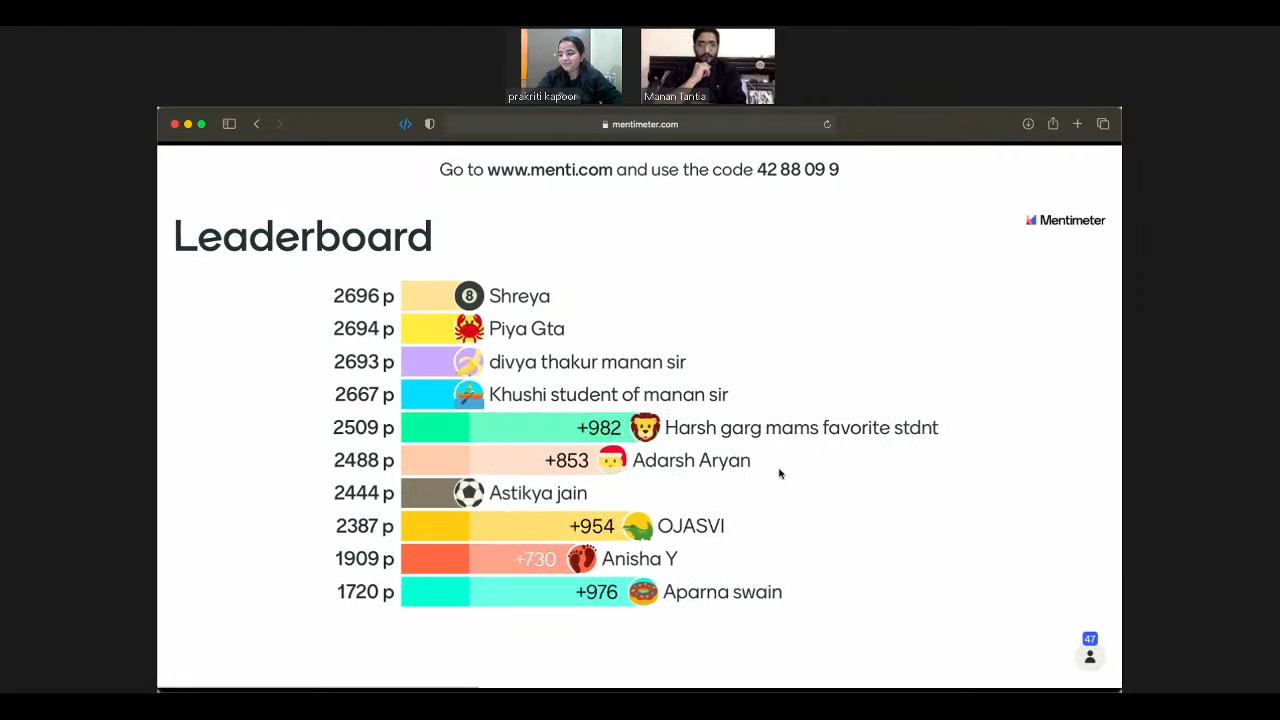 prakriti kapoor
Manan Tantia
mentimeter.com
Go to www.menti.com and use the code 42 88 09 9
Leaderboard
Mentimeter
2696 p 8 Shreya
2694 p Piya Gta
2693 p divya thakur manan sir
2667 p Khushi student of manan sir
2509 p +982 Harsh garg mams favorite stdnt
2488 p +853 Adarsh Aryan
2444 p Astikya jain
2387 p +954 OJASVI
1909 p +730 Anisha Y
1720 p +976 Aparna swain
47